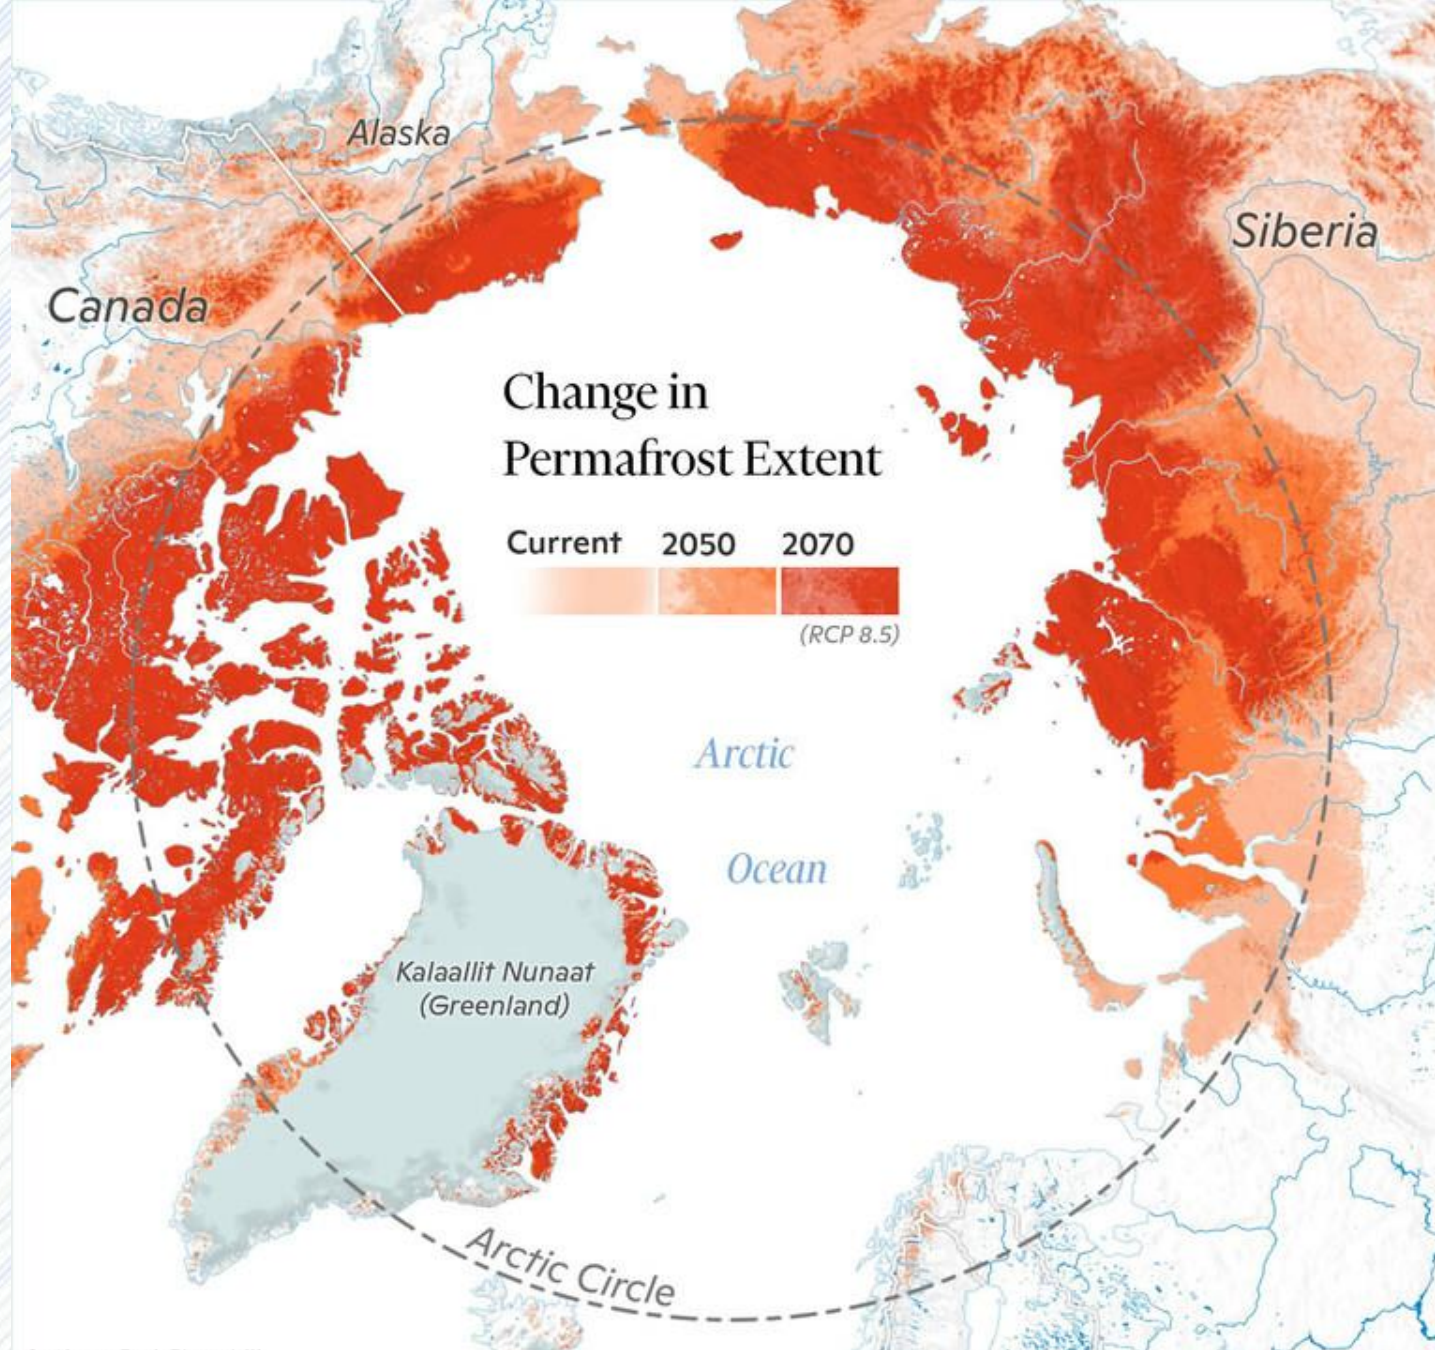 Alaska
Siberia
Canada
Change in
Permafrost Extent
Current 2050 2070
(RCP 8.5)
Arctic
Ocean
Kalaallit Nunaat
(Greenland)
Arctic Circle